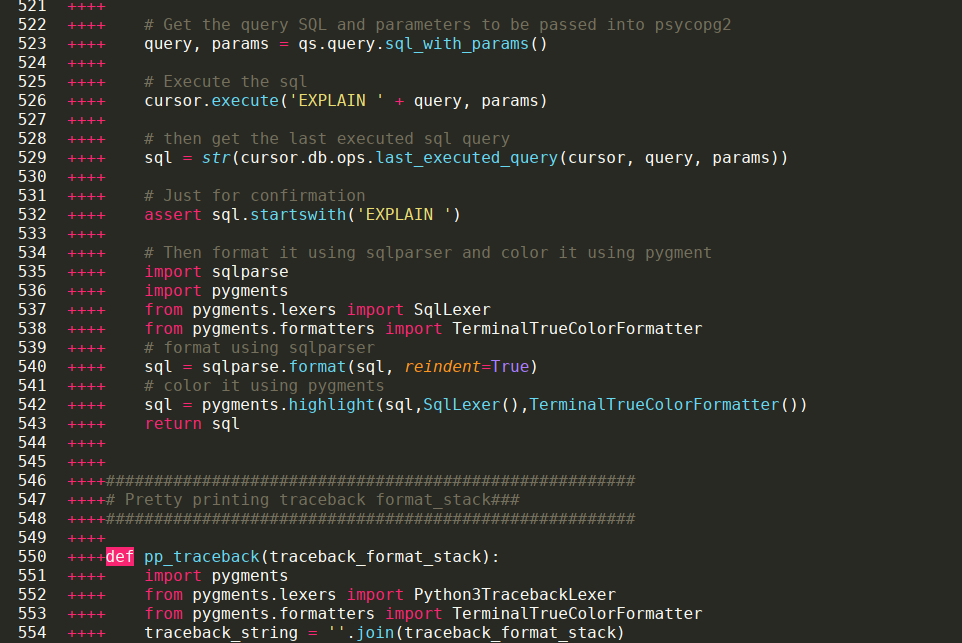 521  ++++
522  ++++    # Get the query SQL and parameters to be passed into psycopg2
523  ++++    query, params = qs.query.sql_with_params()
524  ++++
525  ++++    # Execute the sql
526  ++++    cursor.execute('EXPLAIN ' + query, params)
527  ++++
528  ++++    # then get the last executed sql query
529  ++++    sql = str(cursor.db.ops.last_executed_query(cursor, query, params))
530  ++++
531  ++++    # Just for confirmation
532  ++++    assert sql.startswith('EXPLAIN ')
533  ++++
534  ++++    # Then format it using sqlparser and color it using pygment
535  ++++    import sqlparse
536  ++++    import pygments
537  ++++    from pygments.lexers import SqlLexer
538  ++++    from pygments.formatters import TerminalTrueColorFormatter
539  ++++    # format using sqlparser
540  ++++    sql = sqlparse.format(sql, reindent=True)
541  ++++    # color it using pygments
542  ++++    sql = pygments.highlight(sql,SqlLexer(),TerminalTrueColorFormatter())
543  ++++    return sql
544  ++++
545  ++++
546  ++++#######################################################
547  ++++# Pretty printing traceback format_stack###
548  ++++#######################################################
549  ++++
550  ++++def pp_traceback(traceback_format_stack):
551  ++++    import pygments
552  ++++    from pygments.lexers import Python3TracebackLexer
553  ++++    from pygments.formatters import TerminalTrueColorFormatter
554  ++++    traceback_string = ''.join(traceback_format_stack)